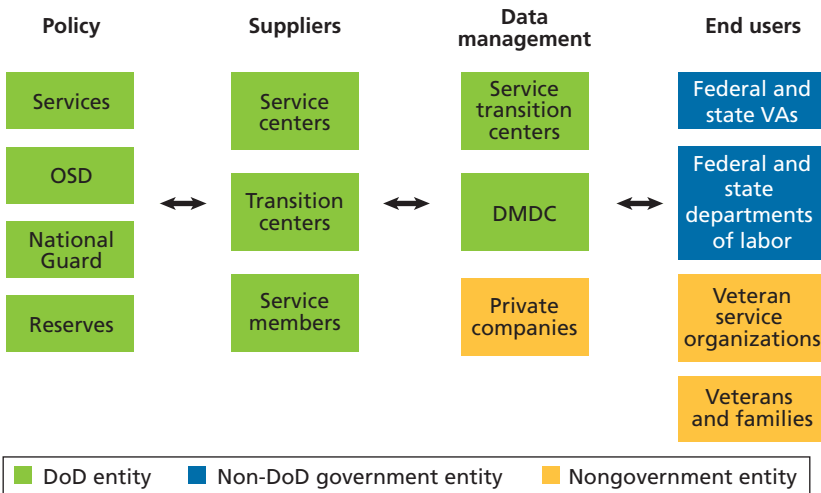 Policy
Services
OSD
National
Guard
Reserves
Suppliers
Service
centers
Transition
centers
Service
members
Data
management
Service
transition
centers
DMDC
Private
companies
End users
Federal and
state VAs
Federal and
state
departments
of labor
Veteran
service
organizations
Veterans
and families
DoD entity
Non-DoD government entity
Nongovernment entity